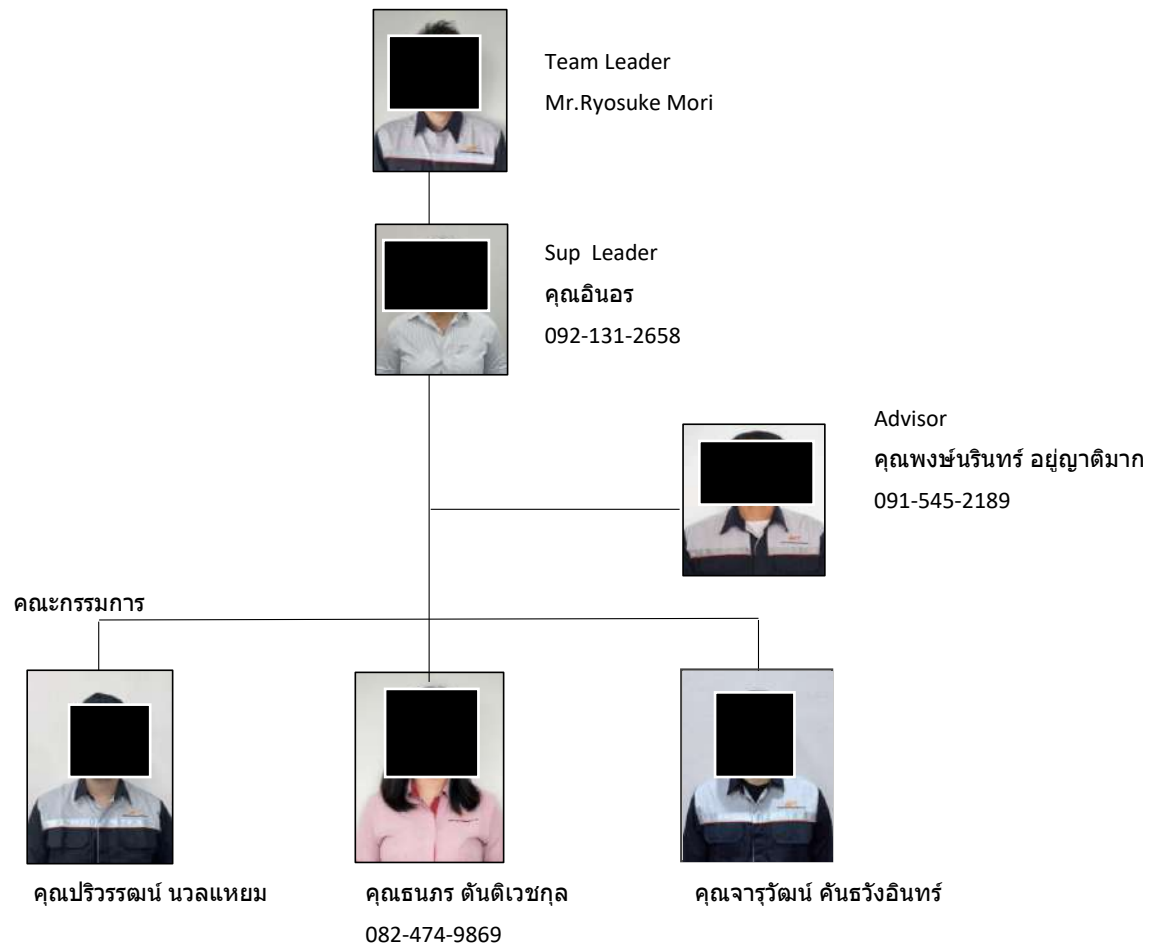 Team Leader
Mr.Ryosuke Mori
Sup Leader
คุณอินอร
092-131-2658
Advisor
คุณพงษ์นรินทร์ อยู่ญาติมาก
091-545-2189
คณะกรรมการ
คุณปริวรรฒน์ นวลแหยม
คุณธนภร ตันติเวชกุล
คุณจารุวัฒน์ คันธวังอินทร์
082-474-9869